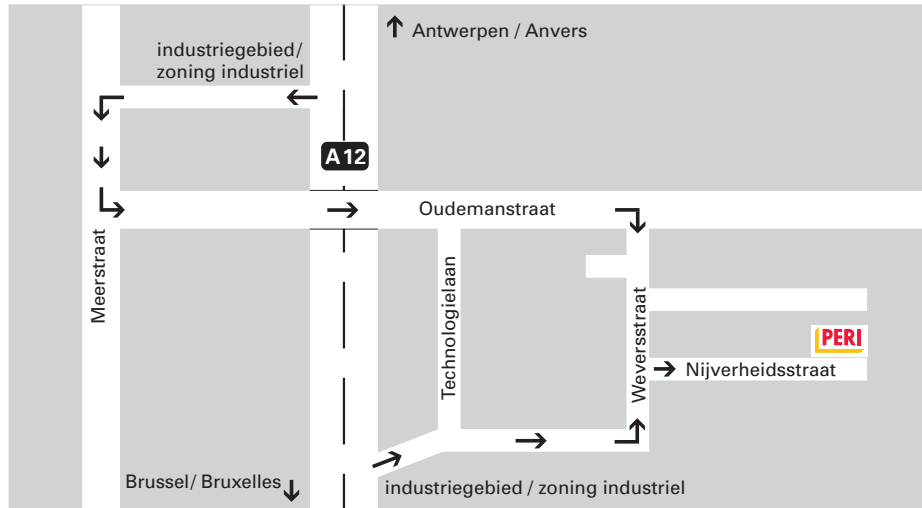 Antwerpen / Anvers
industriegebied/
zoning industriel
A12
Oudemanstraat
Meerstraat
Technologielaan
Weversstraat
PERI
Nijverheidsstraat
Brussel/ Bruxelles
industriegebied / zoning industriel